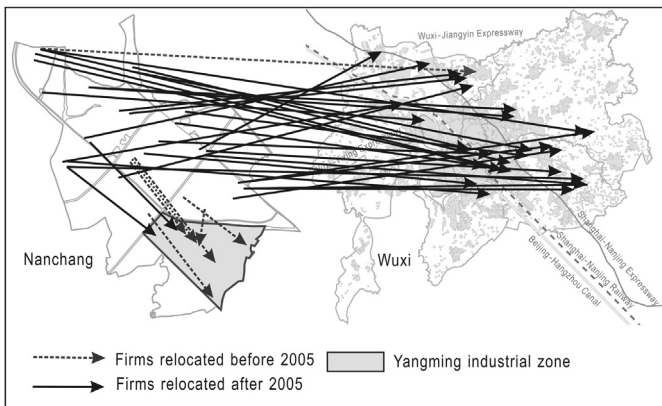 Wuxi-Jiangyin Expressway
Nanchang
Wuxi
Shanghai-Nanjing Expressway
Shanghai-Nanjing Railway
Beijing-Hangzhou Canal
Firms relocated before 2005
Yangming industrial zone
Firms relocated after 2005